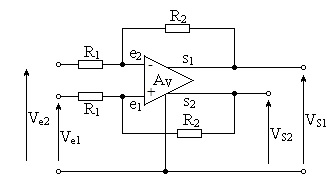 R2
R1 e2 - s1
Av
R1 e1 + s2
R2
Ve2 Ve1 VS2 VS1